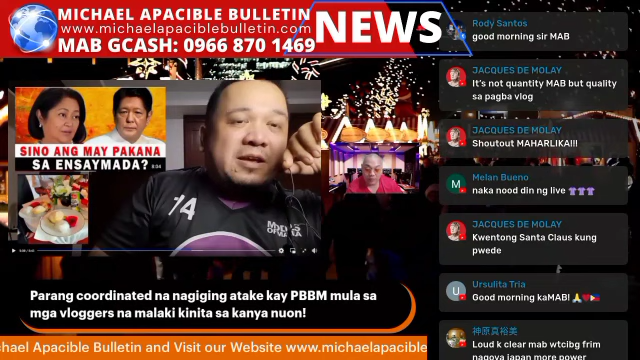 MICHAEL APACIBLE BULLETIN
www.michaelapaciblebulletin.com
MAB GCASH: 0966 870 1469
NEWS
SINO ANG MAY PAKANA
SA ENSAYMADA?
74
Parang coordinated na nagiging atake kay PBBM mula sa
mga vloggers na malaki kinita sa kanya nuon!
hael Apacible Bulletin and Visit our Website www.michaelapacible
Rody Santos
good morning sir MAB
JACQUES DE MOLAY
It's not quantity MAB but quality
sa pagba vlog
JACQUES DE MOLAY
Shoutout MAHARLIKA!!!
M
Melan Bueno
naka nood din ng live 👚👚👚
JACQUES DE MOLAY
Kwentong Santa Claus kung
pwede
U
Ursulita Tria
Good morning kaMAB! 🙏❤️🇵🇭
神原真裕美
Loud k clear mab wtcibg frim
nagoya japan more power